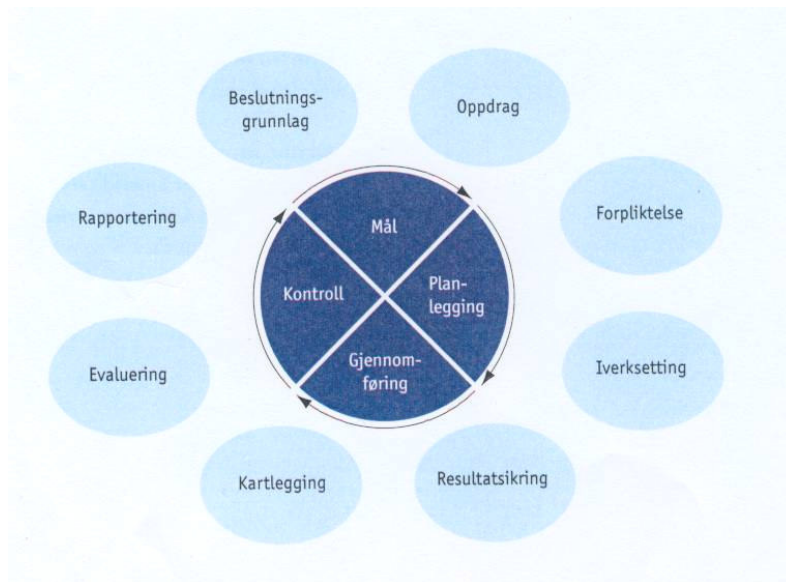 Beslutnings-
grunnlag
Oppdrag
Rapportering
Forpliktelse
Mål
Kontroll
Plan-
legging
Gjennom-
føring
Evaluering
Iverksetting
Kartlegging
Resultatsikring